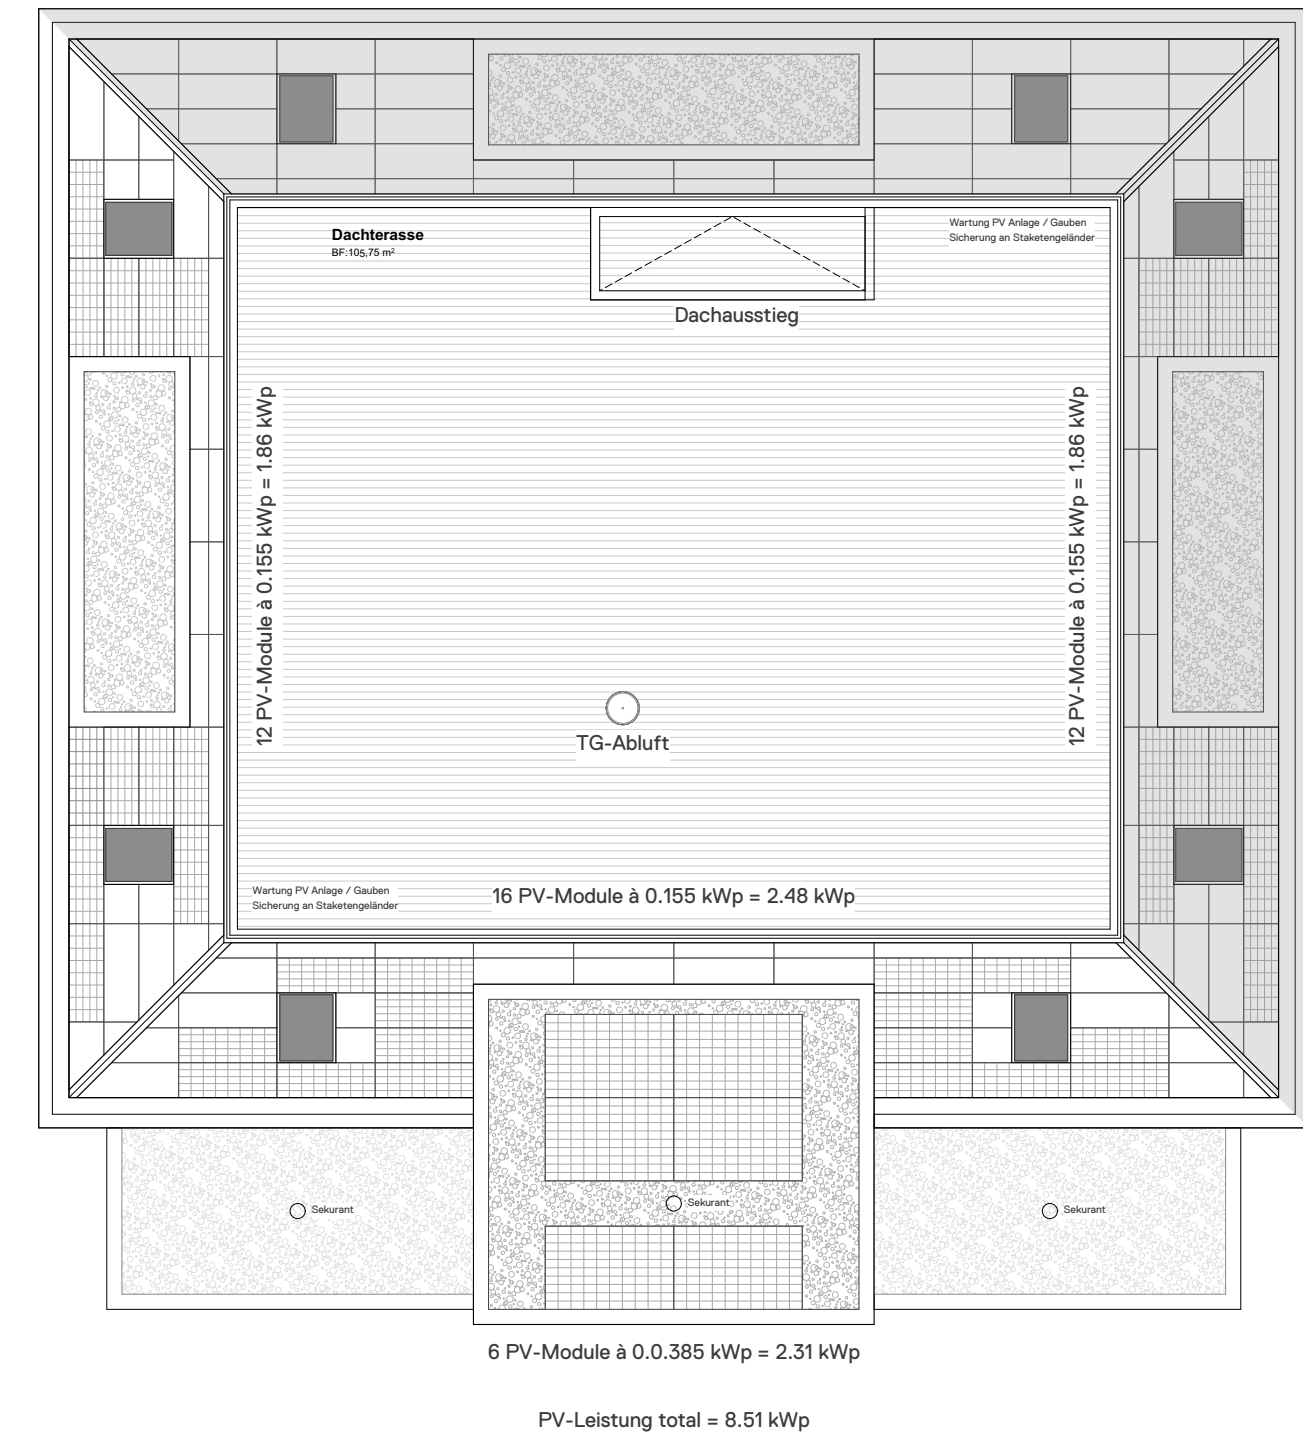 Dachterasse
BF:105,75 m²
Wartung PV Anlage / Gauben
Sicherung an Staketengeländer
Dachausstieg
12 PV-Module à 0.155 kWp = 1.86 kWp
12 PV-Module à 0.155 kWp = 1.86 kWp
TG-Abluft
Wartung PV Anlage / Gauben
Sicherung an Staketengeländer
16 PV-Module à 0.155 kWp = 2.48 kWp
Sekurant
Sekurant
Sekurant
6 PV-Module à 0.0.385 kWp = 2.31 kWp
PV-Leistung total = 8.51 kWp